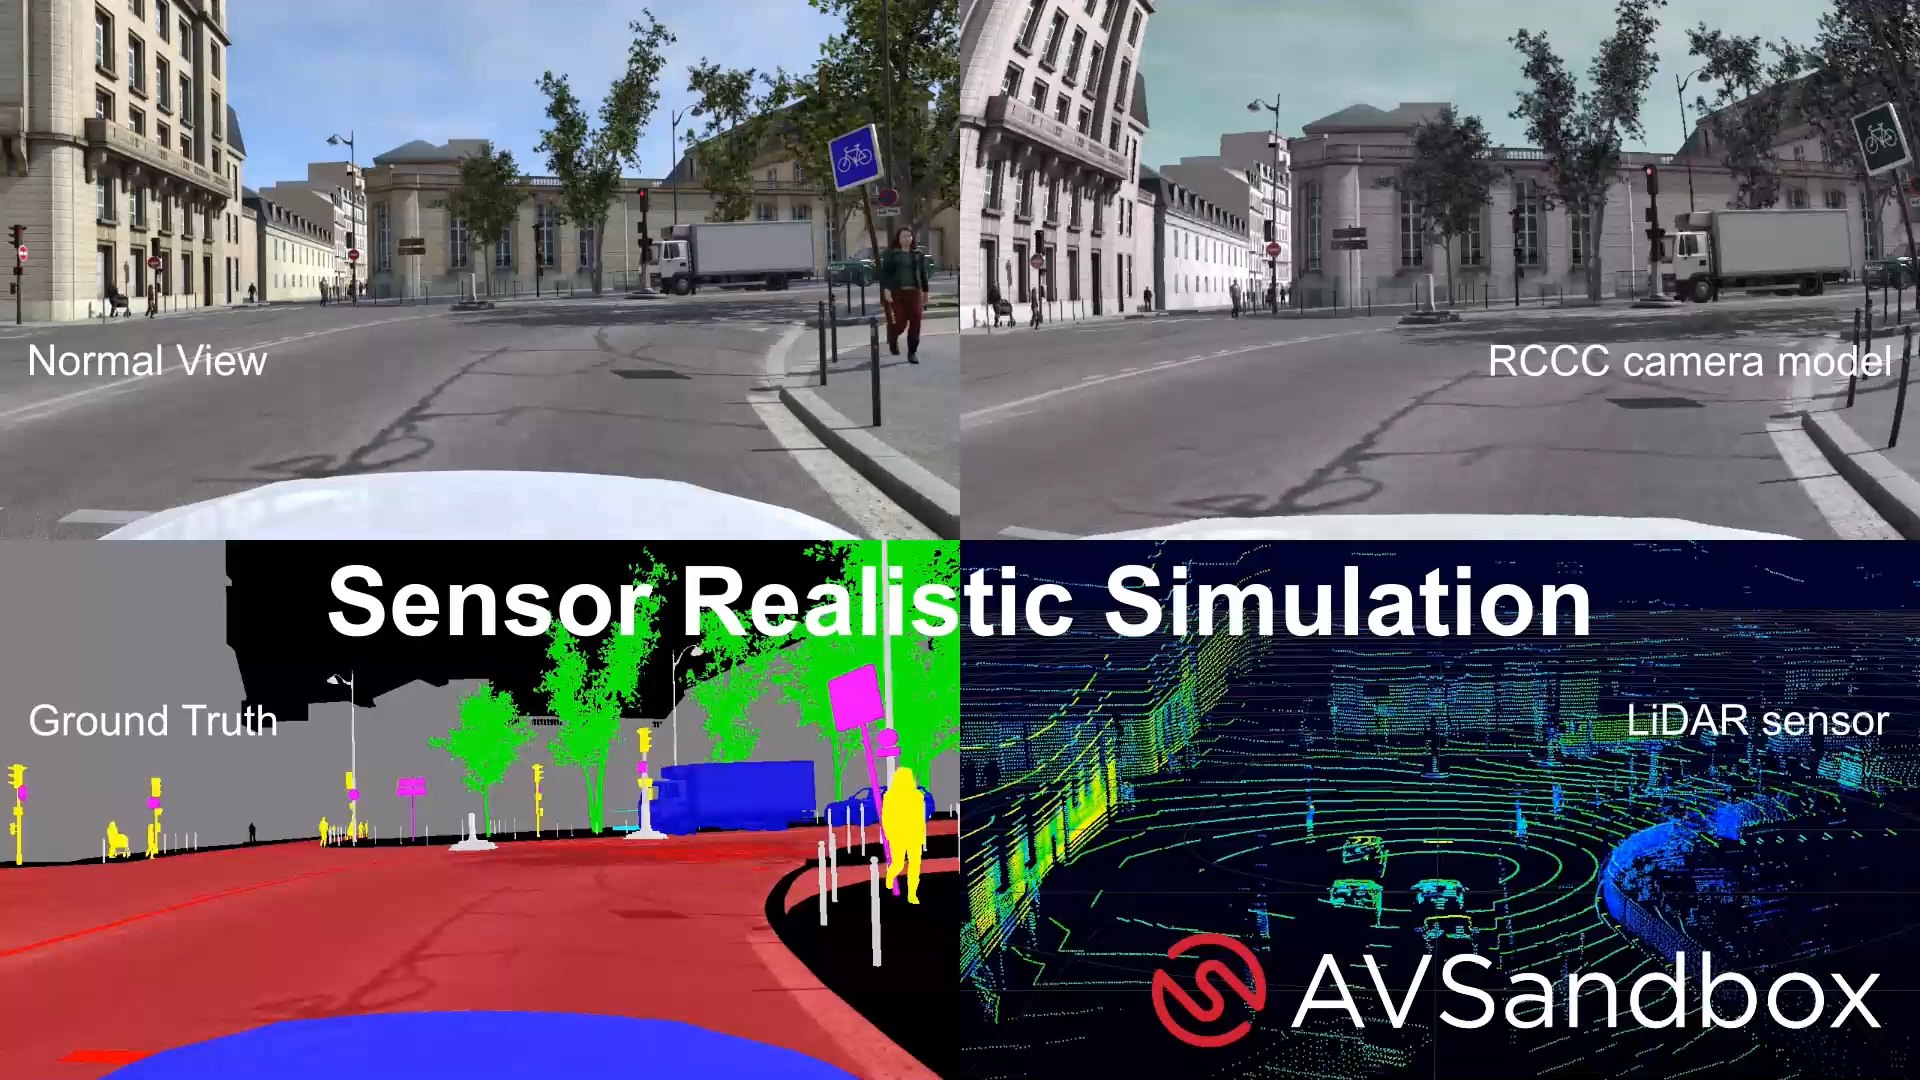 Normal View
RCCC camera model
Sensor Realistic Simulation
Ground Truth
LiDAR sensor
AVSandbox